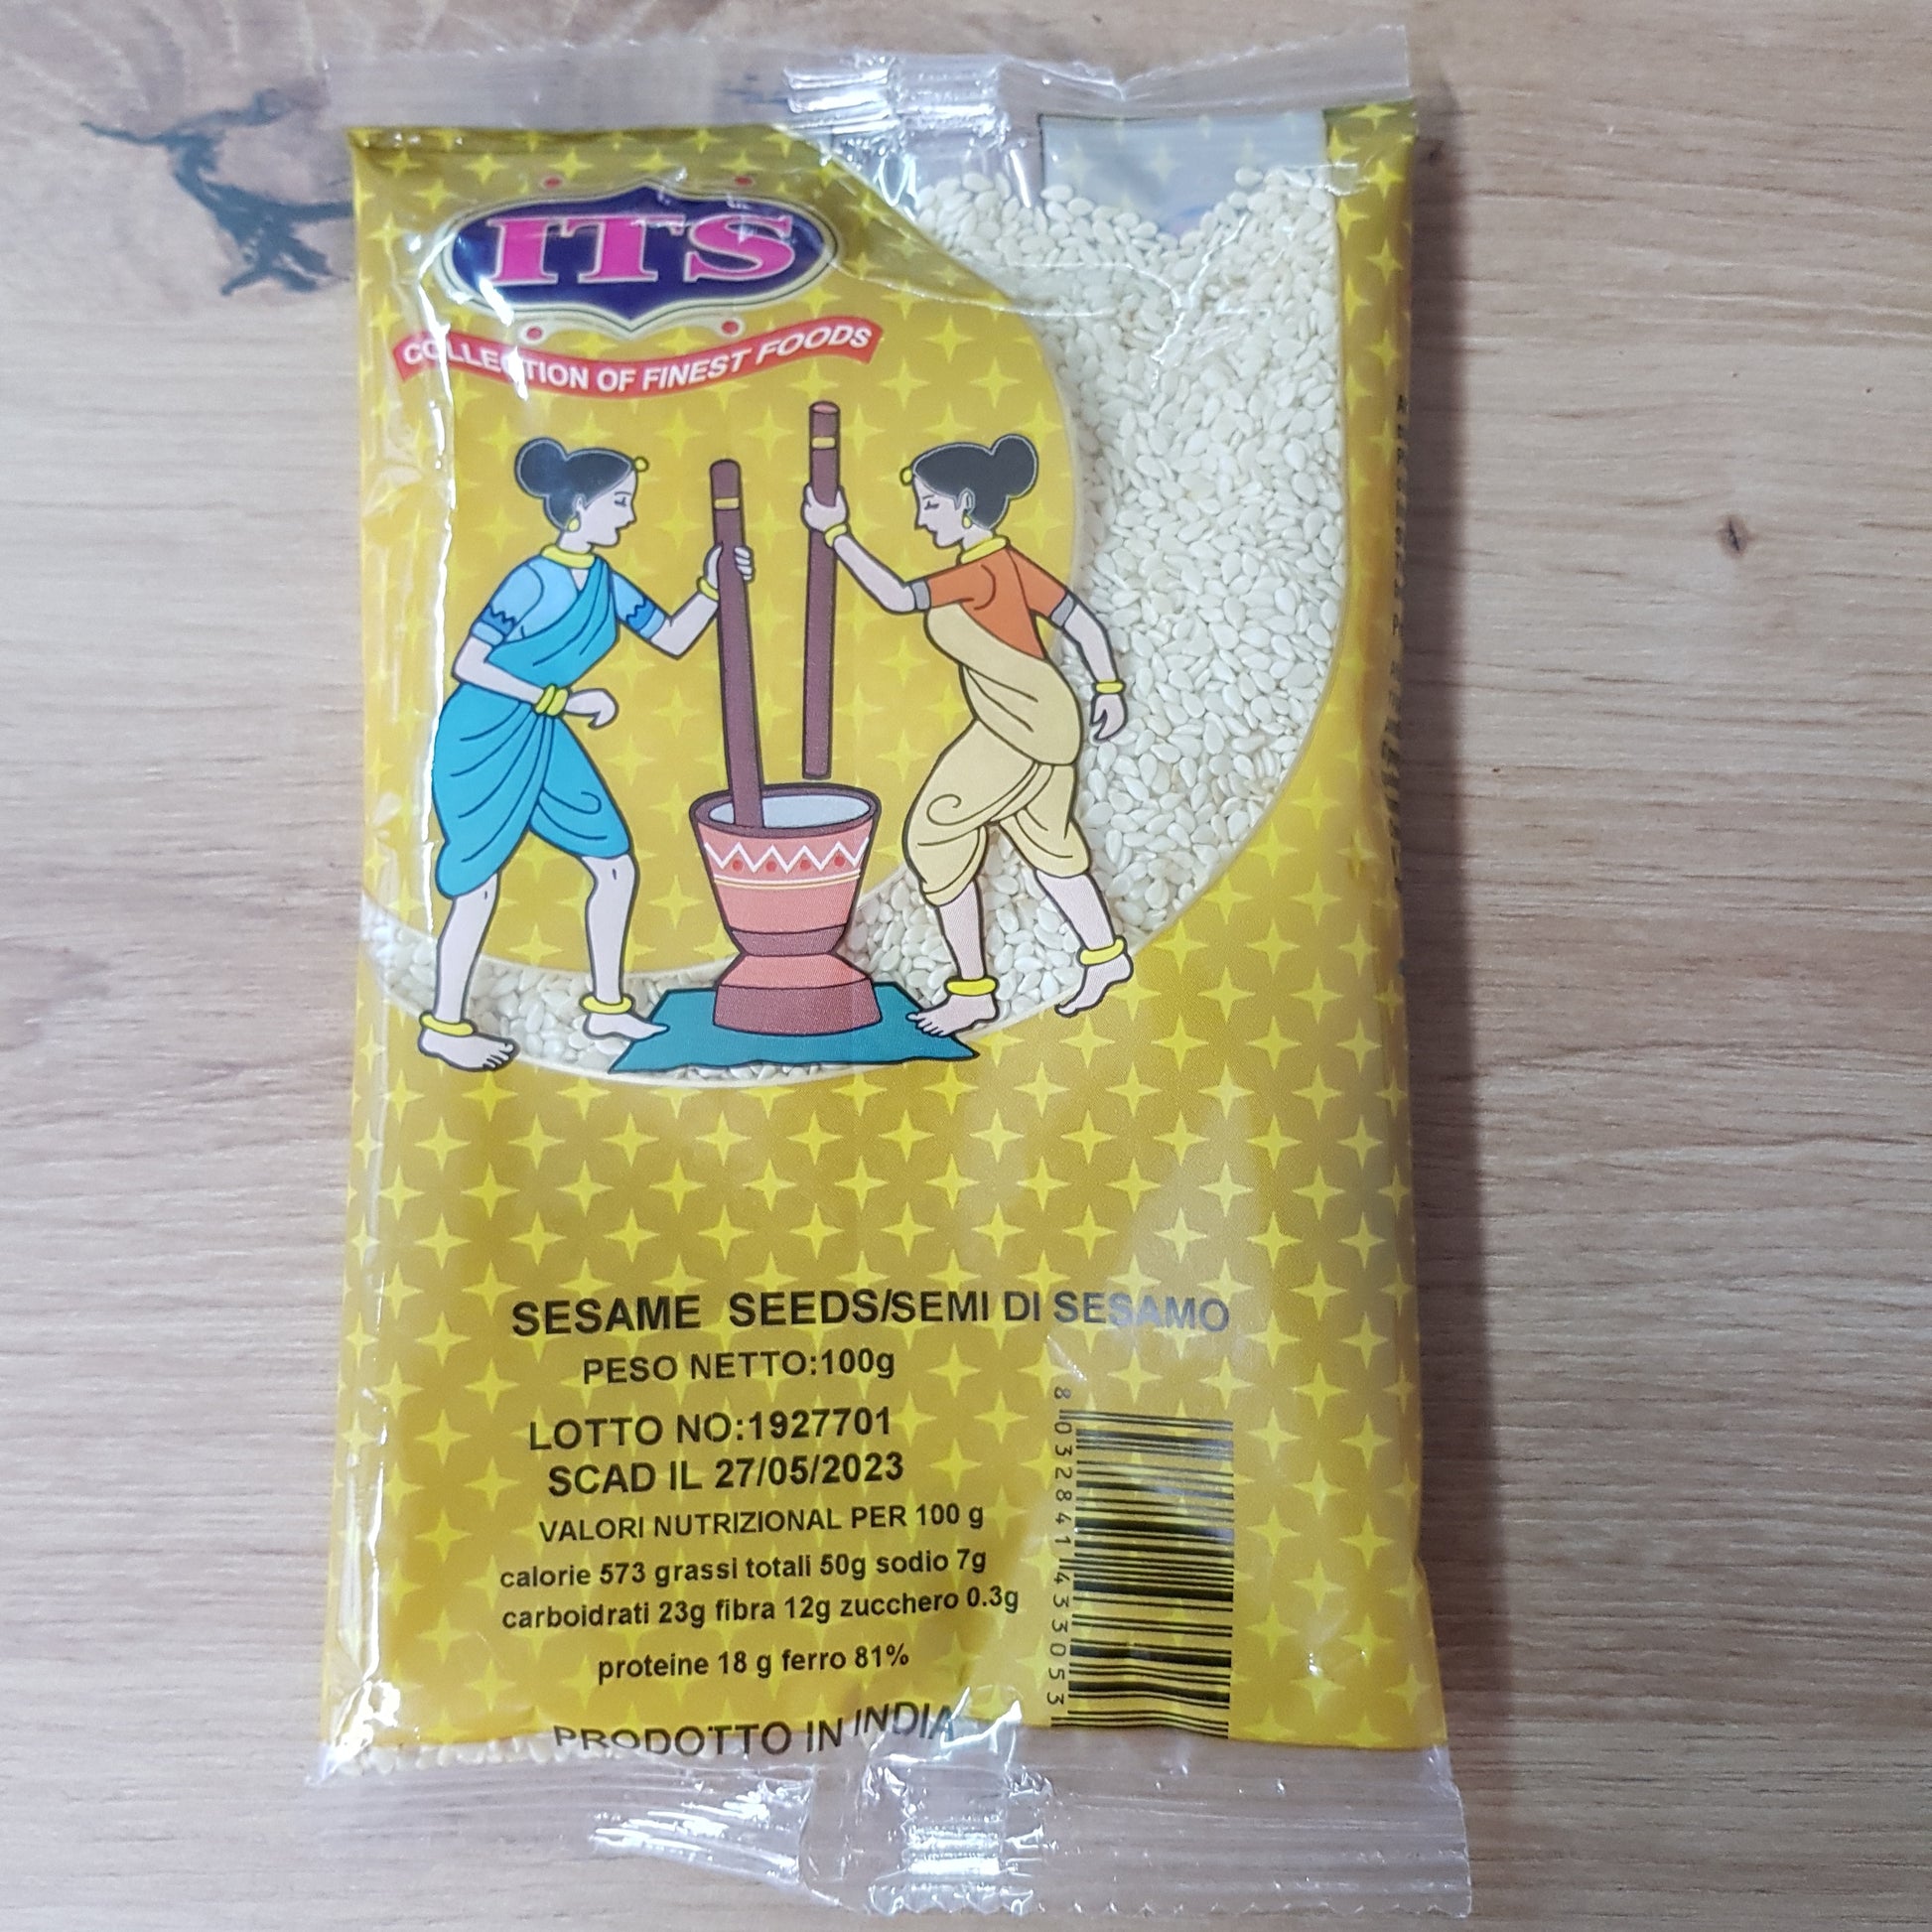 ITS
COLLECTION OF FINEST FOODS
SESAME SEEDS/SEMI DI SESAMO
PESO NETTO:100g
LOTTO NO:1927701
SCAD IL 27/05/2023
VALORI NUTRIZIONAL PER 100 g
calorie 573 grassi totali 50g sodio 7g
carboidrati 23g fibra 12g zucchero 0.3g
proteine 18 g ferro 81%
PRODOTTO IN INDIA
8 032841 433053